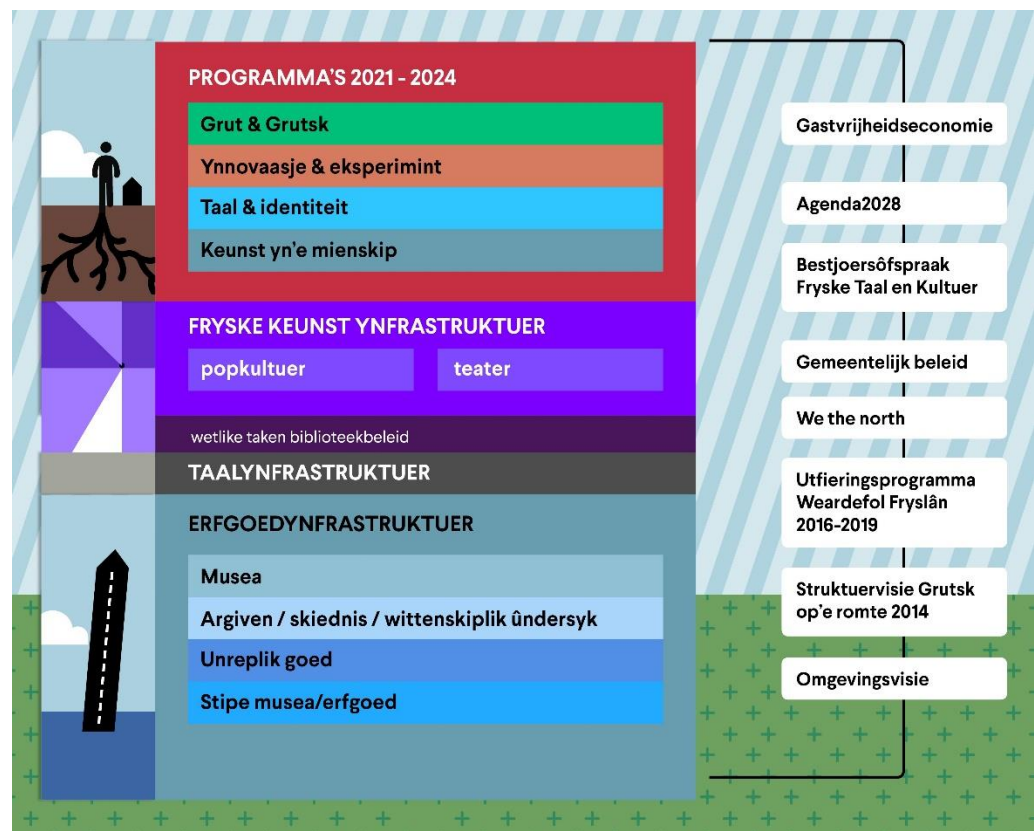 PROGRAMMA'S 2021 - 2024
Grut & Grutsk
Ynnovaasje & eksperimint
Taal & identiteit
Keunst yn'e mienskip
FRYSKE KEUNST YNFRASTRUKTUER
popkultuer
teater
wetlike taken biblioteekbeleid
TAALYNFRASTRUKTUER
ERFGOEDYNFRASTRUKTUER
Musea
Argiven / skiednis / wittenskiplik ûndersyk
Unreplik goed
Stipe musea/erfgoed
Gastvrijheidseconomie
Agenda2028
Bestjoersôfspraak
Fryske Taal en Kultuer
Gemeentelijk beleid
We the north
Utfieringsprogramma
Weardefol Fryslân
2016-2019
Struktuervisie Grutsk
op'e romte 2014
Omgevingsvisie